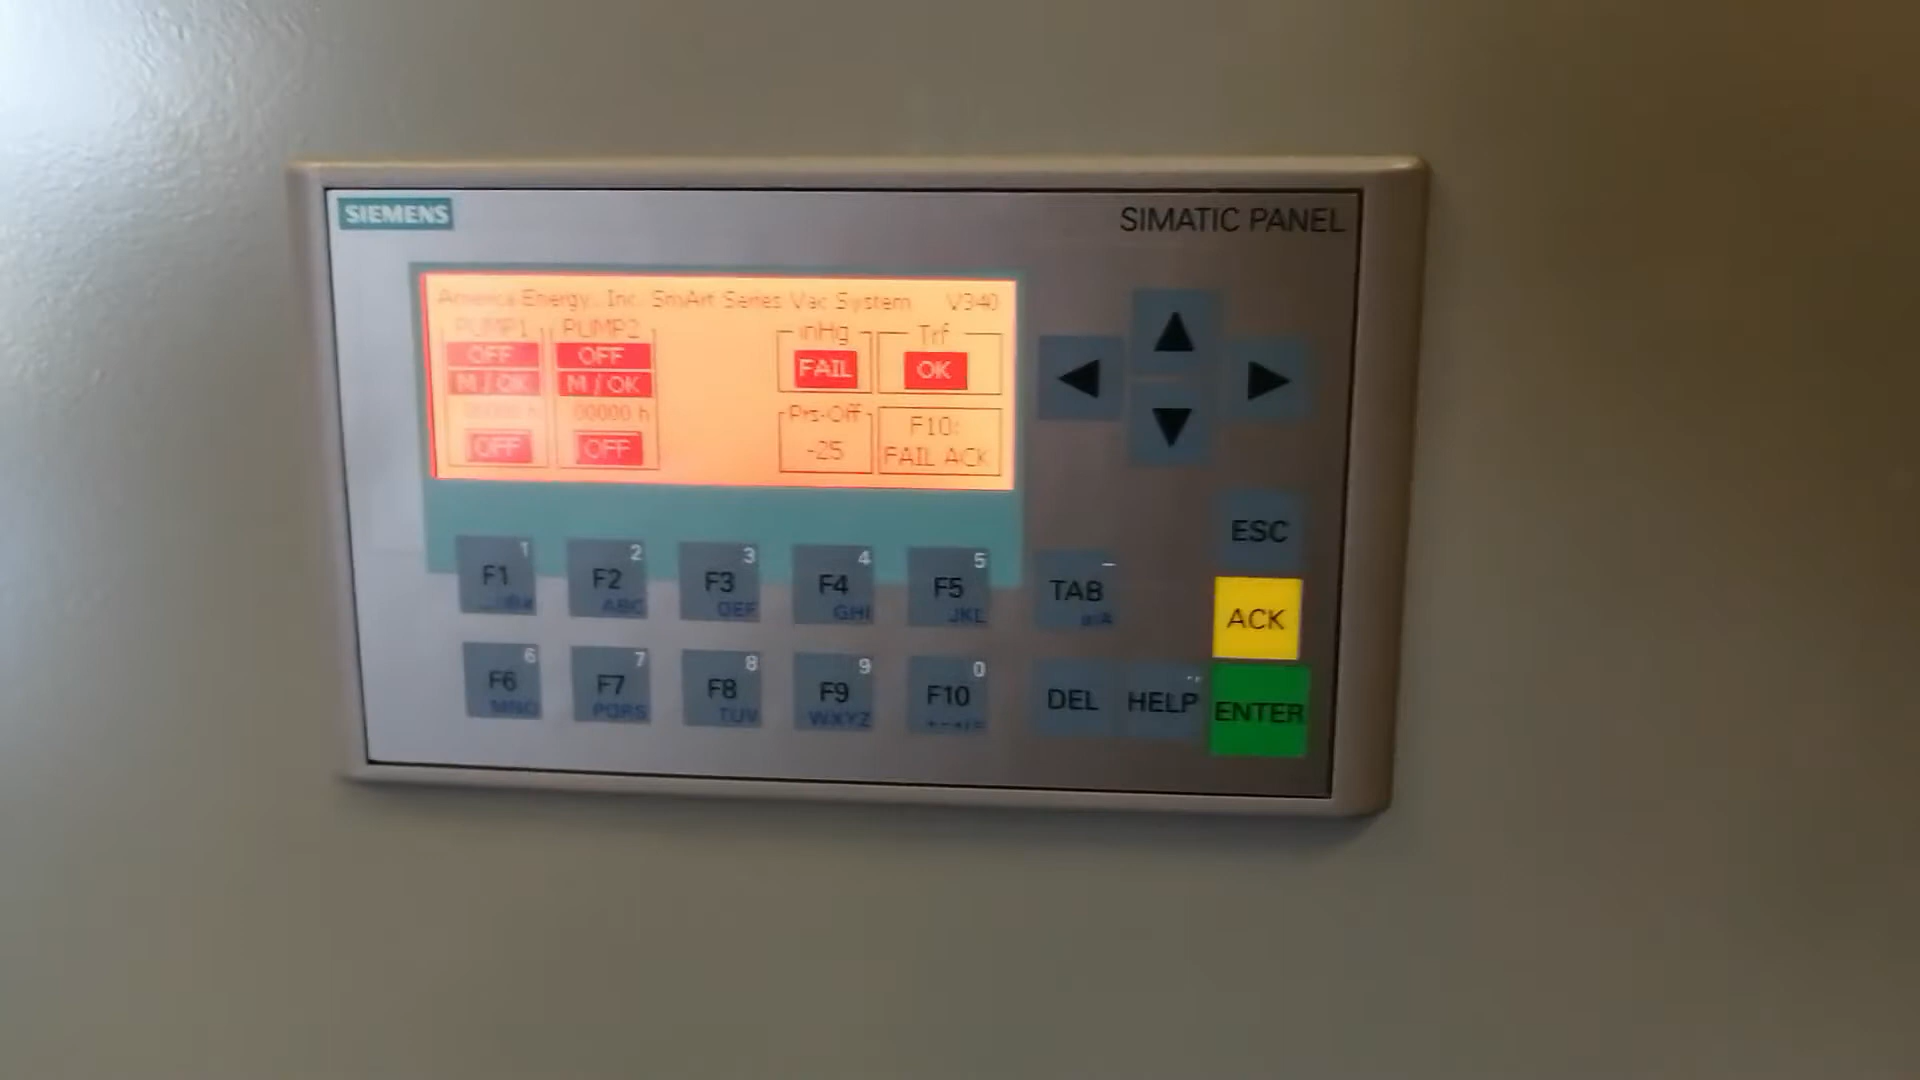 SIEMENS
SIMATIC PANEL
America Energy, Inc. SmArt Series Vac System V340
PUMP1 PUMP2 inHg Trf
OFF OFF FAIL OK
M / OK M / OK
00000 h
Prs-Off F10:
OFF OFF -25 FAIL ACK
ESC
1 2 3 4 5
F1 F2 F3 F4 F5 TAB
ABC DEF GHI JKL a/A
ACK
6 7 8 9 0
F6 F7 F8 F9 F10 DEL HELP ENTER
MNO PQRS TUV WXYZ